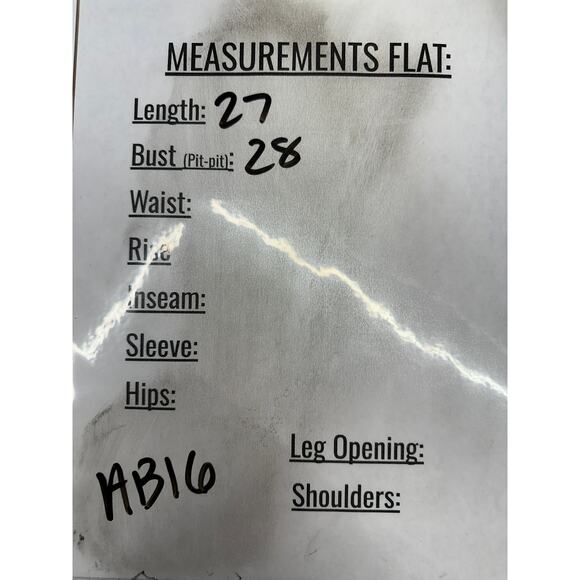 MEASUREMENTS FLAT:
Length: 27
Bust (Pit-pit): 28
Waist:
Rise
Inseam:
Sleeve:
Hips:
Leg Opening:
AB16
Shoulders: